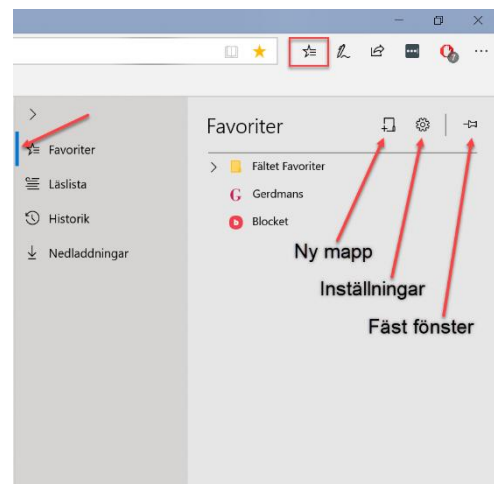 Favoriter
Favoriter
Fältet Favoriter
Läslista
G Gerdmans
Historik
b Blocket
Nedladdningar
Ny mapp
Inställningar
Fäst fönster